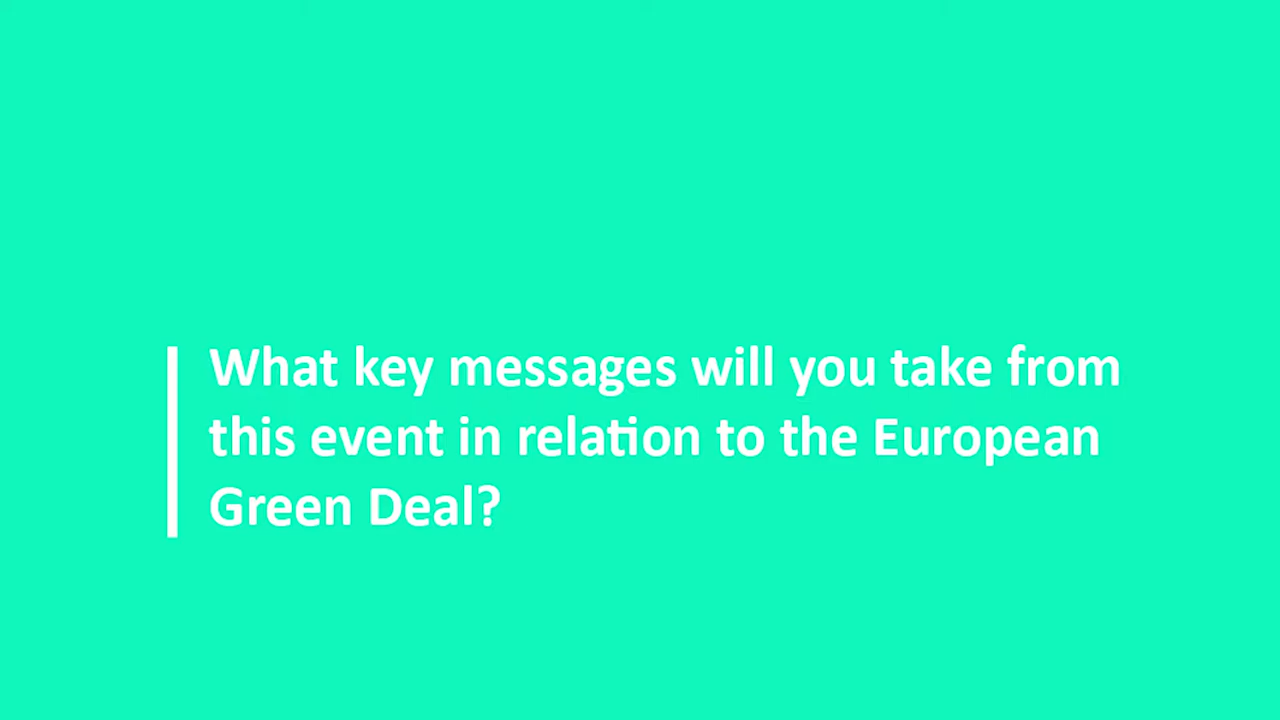 What key messages will you take from
this event in relation to the European
Green Deal?